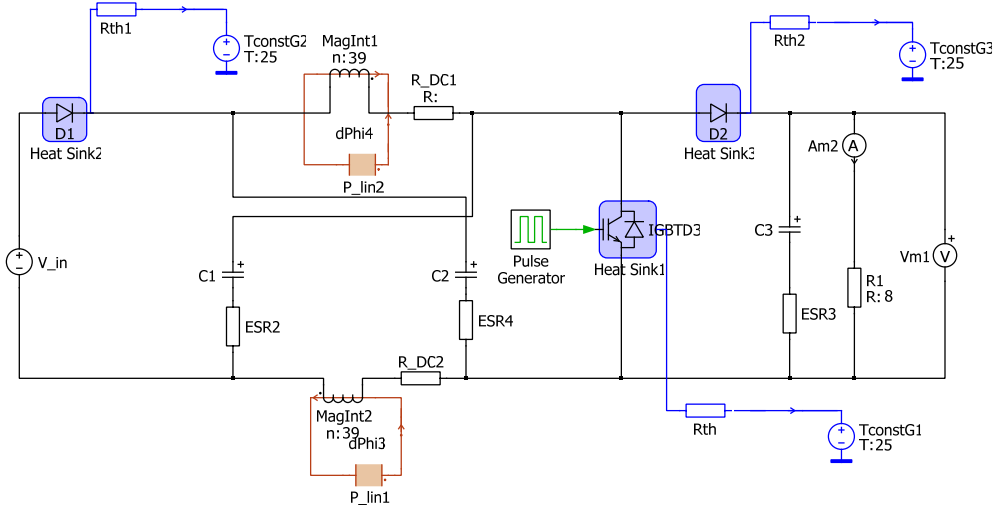 Rth1
TconstG2
T:25
MagInt1
n:39
R_DC1
R:
Rth2
TconstG3
T:25
D1
Heat Sink2
dPhi4
P_lin2
D2
Heat Sink3
Am2
A
V_in
C1
ESR2
C2
ESR4
Pulse
Generator
IGBTD3
Heat Sink1
C3
ESR3
R1
R: 8
Vm1
V
R_DC2
MagInt2
n:39
dPhi3
P_lin1
Rth
TconstG1
T:25